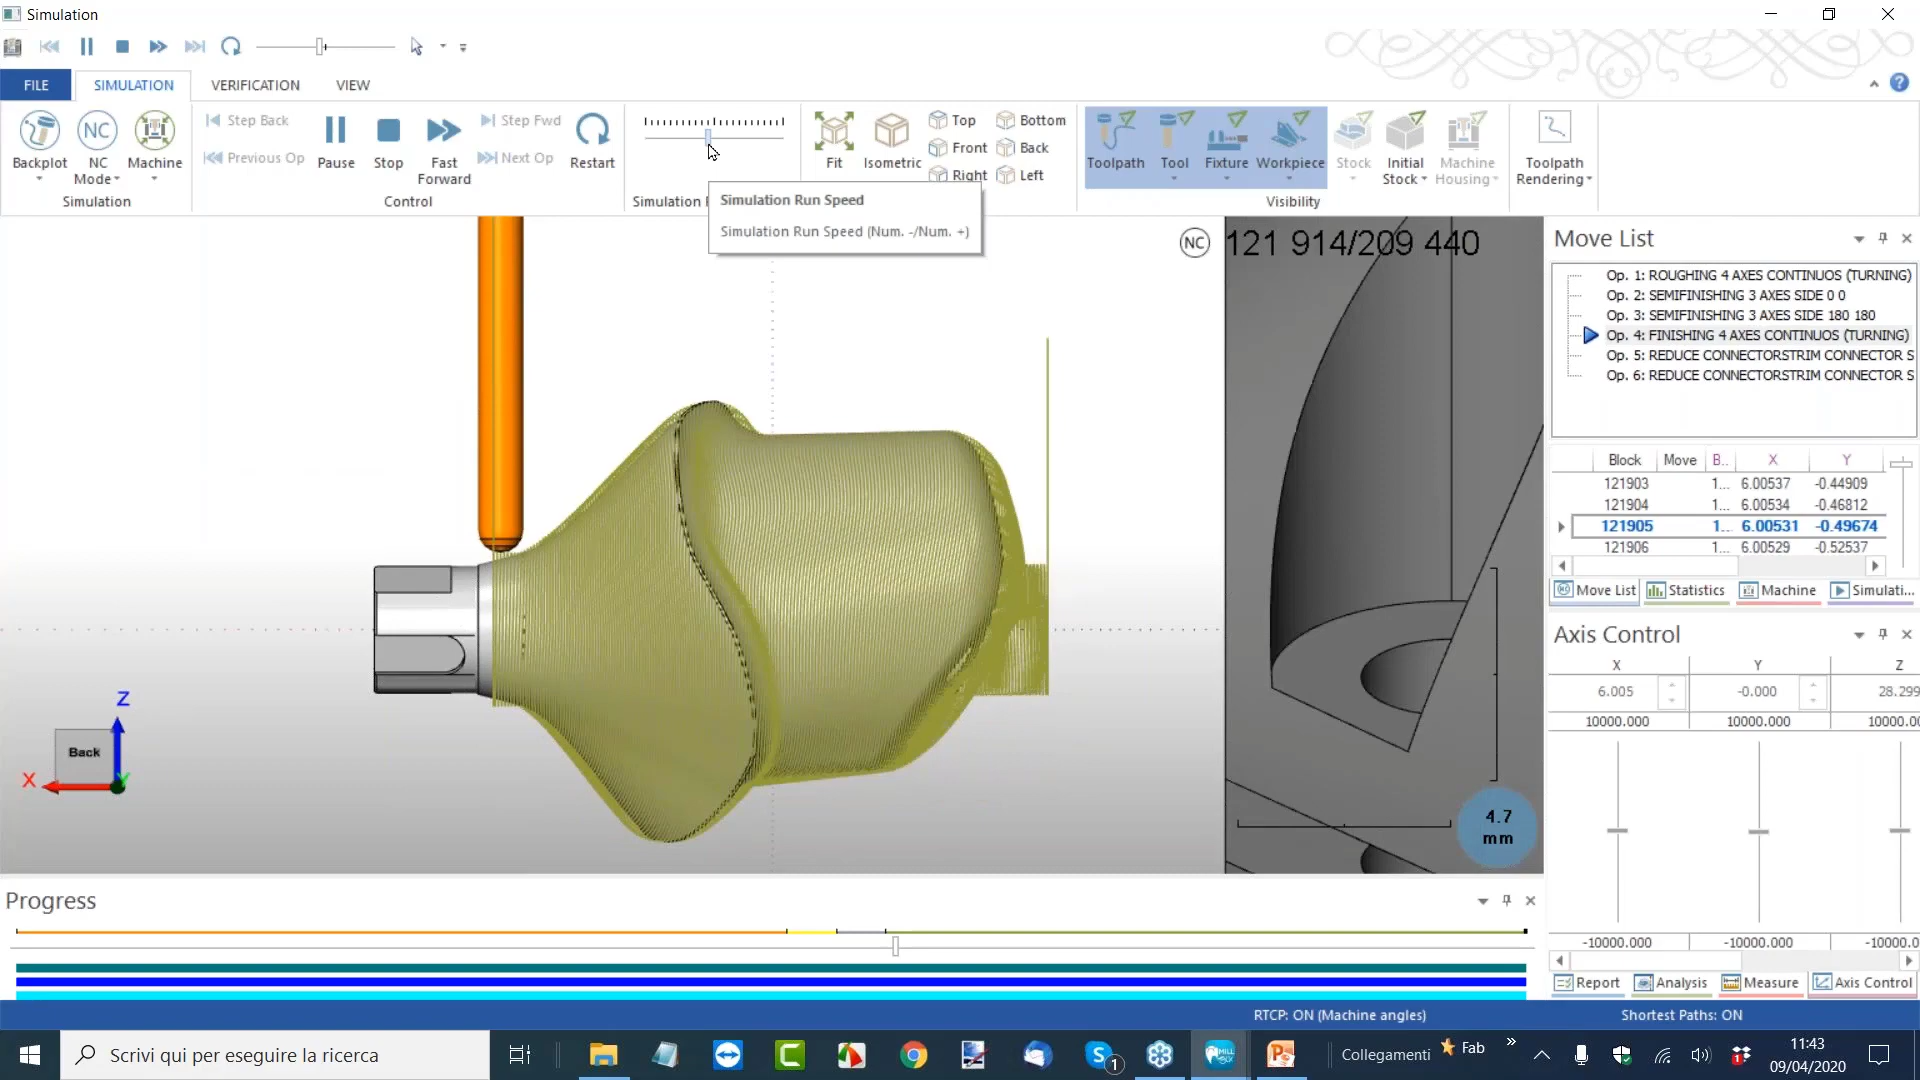 Simulation
FILE SIMULATION VERIFICATION VIEW
Backplot
NC Mode
Machine
Simulation
Step Back
Previous Op
Pause
Stop
Fast Forward
Step Fwd
Next Op
Restart
Control
Simulation
Fit
Isometric
Top
Front
Right
Bottom
Back
Left
Toolpath
Tool
Fixture
Workpiece
Stock
Initial Stock
Machine Housing
Visibility
Toolpath Rendering
Simulation Run Speed
Simulation Run Speed (Num. -/Num. +)
NC 121 914/209 440
Z
Back
X
Y
4.7
mm
Move List
Op. 1: ROUGHING 4 AXES CONTINUOS (TURNING)
Op. 2: SEMIFINISHING 3 AXES SIDE 0 0
Op. 3: SEMIFINISHING 3 AXES SIDE 180 180
Op. 4: FINISHING 4 AXES CONTINUOS (TURNING)
Op. 5: REDUCE CONNECTORSTRIM CONNECTOR S
Op. 6: REDUCE CONNECTORSTRIM CONNECTOR S
Block Move B.. X Y
121903 1... 6.00537 -0.44909
121904 1... 6.00534 -0.46812
121905 1... 6.00531 -0.49674
121906 1... 6.00529 -0.52537
Move List Statistics Machine Simulati...
Axis Control
X Y Z
6.005 -0.000 28.299
10000.000 10000.000 10000.00
-10000.000 -10000.000 -10000.0
Report Analysis Measure Axis Control
Progress
RTCP: ON (Machine angles) Shortest Paths: ON
Scrivi qui per eseguire la ricerca
Collegamenti Fab
11:43
09/04/2020